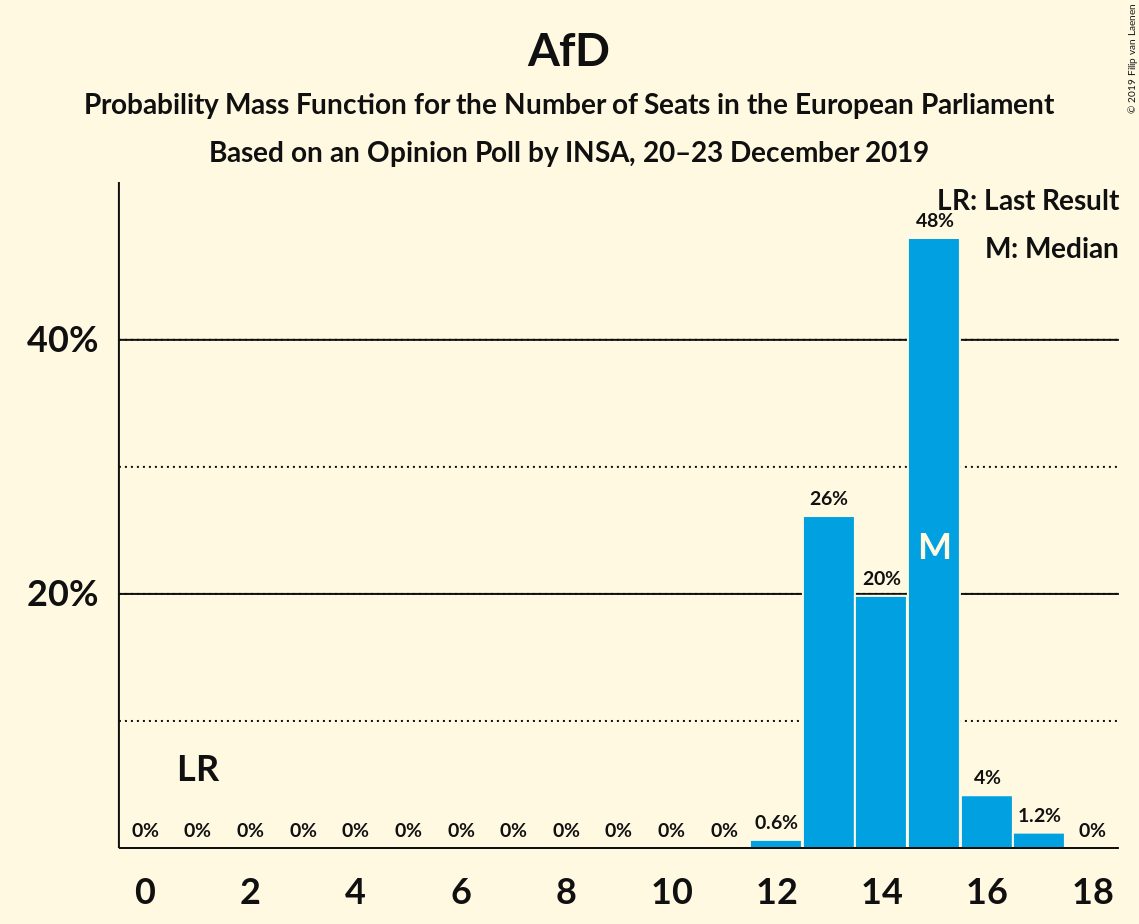 AfD
Probability Mass Function for the Number of Seats in the European Parliament
Based on an Opinion Poll by INSA, 20–23 December 2019
© 2019 Filip van Laenen
LR: Last Result
M: Median
48%
40%
26%
M
20%
20%
LR
4%
1.2%
0.6%
0% 0% 0% 0% 0% 0% 0% 0% 0% 0% 0% 0% 0%
0 2 4 6 8 10 12 14 16 18